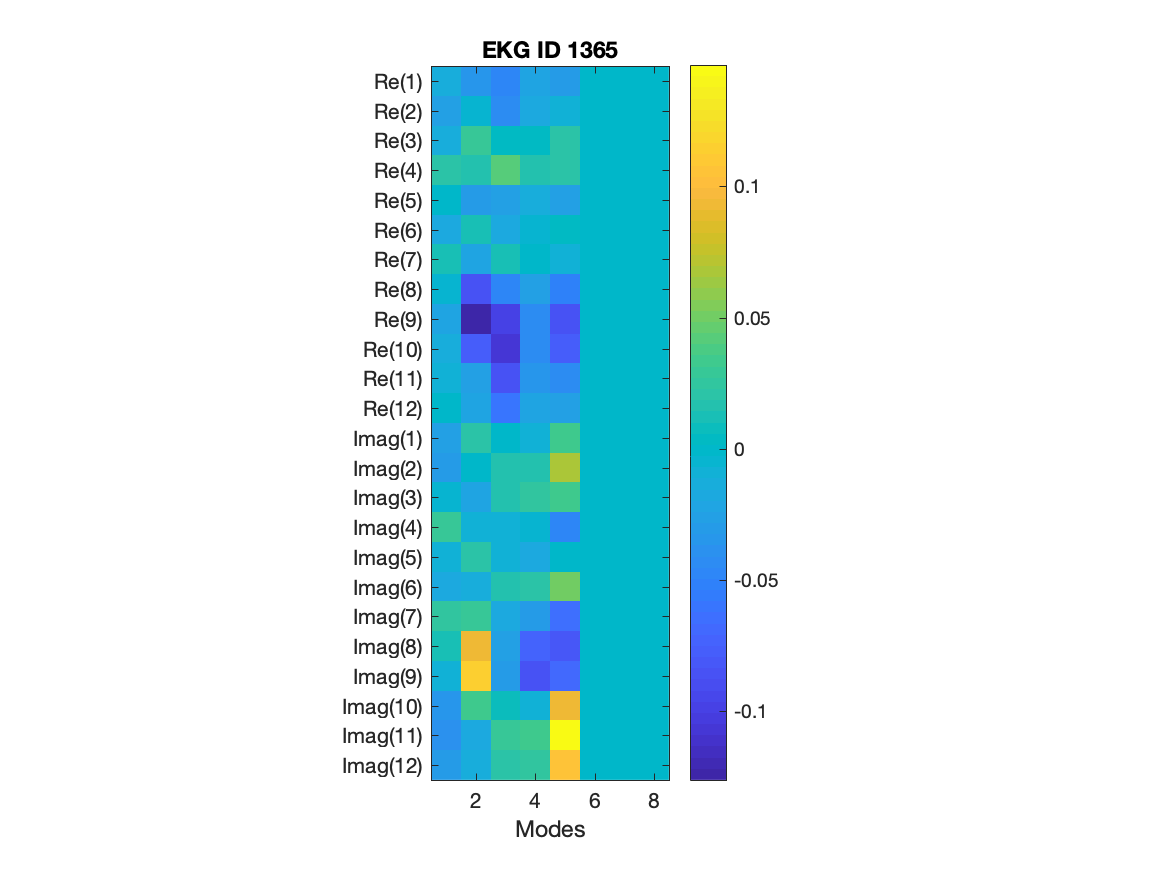 EKG ID 1365
Re(1)
Re(2)
Re(3)
Re(4)
Re(5)
Re(6)
Re(7)
Re(8)
Re(9)
Re(10)
Re(11)
Re(12)
Imag(1)
Imag(2)
Imag(3)
Imag(4)
Imag(5)
Imag(6)
Imag(7)
Imag(8)
Imag(9)
Imag(10)
Imag(11)
Imag(12)
2 4 6 8
Modes
0.1
0.05
0
-0.05
-0.1